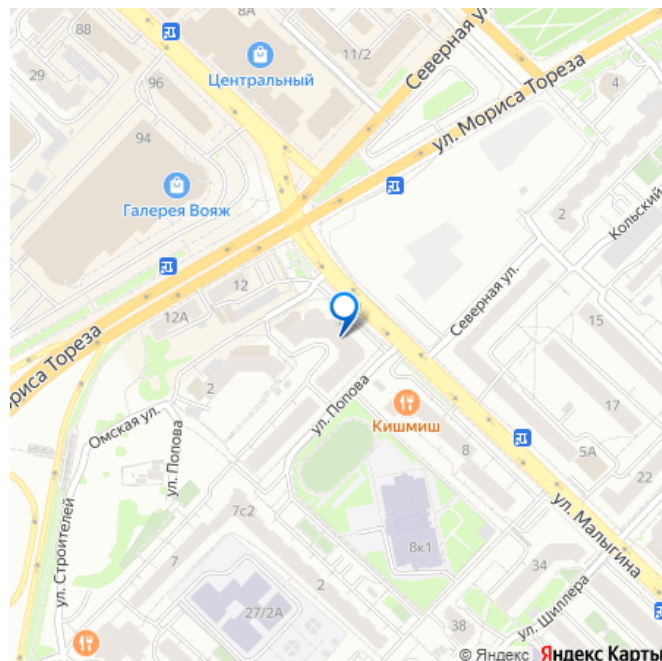 88
8А
11/2
Северная ул.
Центральный
29
96
4
94
ул. Мориса Тореза
Галерея Вояж
2
Кольский
12
Северная ул.
12А
15
2
ориса Тореза
ул. Попова
Кишмиш
17
Омская ул.
ул. Попова
8
5А
22
ул. Строителей
7с2
ул. Малыгина
7
8к1
34
2
27/2А
ул. Шиллера
38
© Яндекс Яндекс Карты